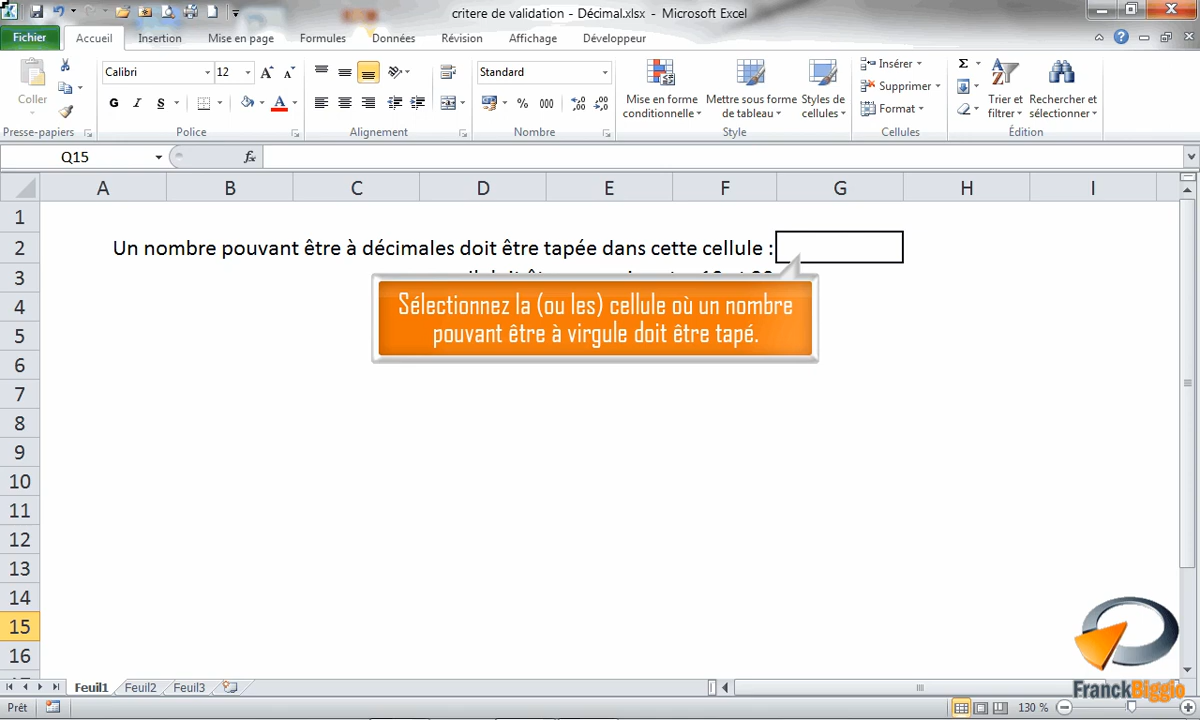 critere de validation - Décimal.xlsx - Microsoft Excel
Fichier Accueil Insertion Mise en page Formules Données Révision Affichage Développeur
Coller
Calibri 12
G I S
Standard
% 000
Mise en forme conditionnelle
Mettre sous forme de tableau
Styles de cellules
Insérer
Supprimer
Format
Σ
Trier et filtrer
Rechercher et sélectionner
Presse-papiers Police Alignement Nombre Style Cellules Édition
Q15 fx
A B C D E F G H I
1
2 Un nombre pouvant être à décimales doit être tapée dans cette cellule :
3
Sélectionnez la (ou les) cellule où un nombre
pouvant être à virgule doit être tapé.
4
5
6
7
8
9
10
11
12
13
14
15
16
17
FranckBiggio
Feuil1 Feuil2 Feuil3
Prêt 130 %